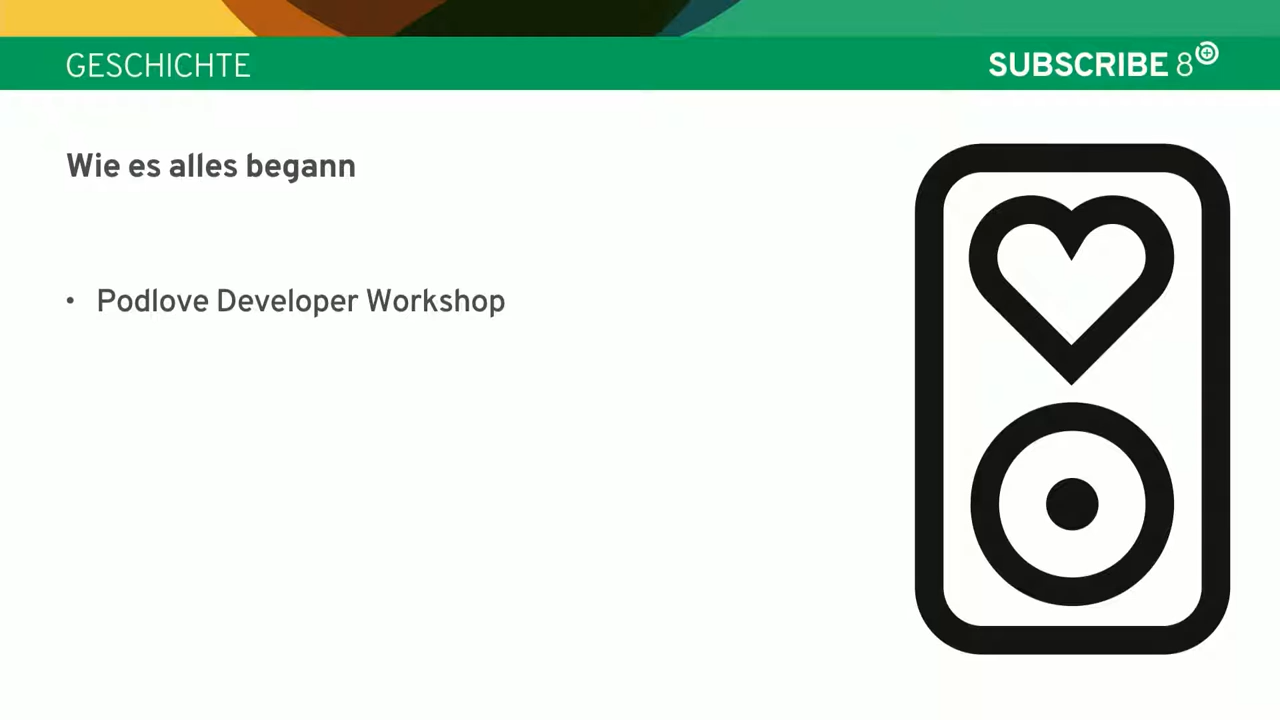 GESCHICHTE
SUBSCRIBE 8
Wie es alles begann
• Podlove Developer Workshop